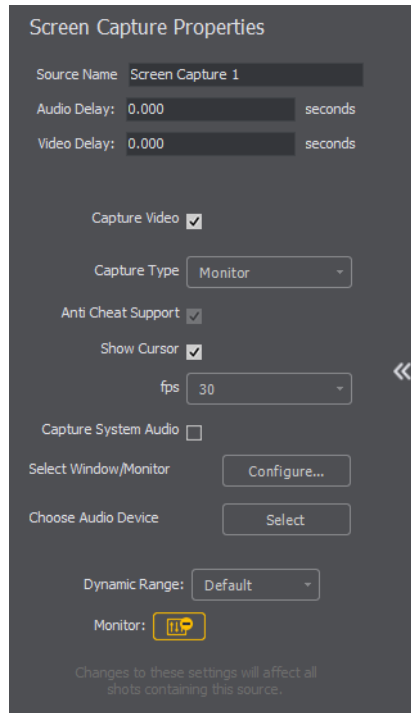 Screen Capture Properties
Source Name Screen Capture 1
Audio Delay: 0.000 seconds
Video Delay: 0.000 seconds
Capture Video
Capture Type Monitor
Anti Cheat Support
Show Cursor
fps 30
Capture System Audio
Select Window/Monitor Configure...
Choose Audio Device Select
Dynamic Range: Default
Monitor:
Changes to these settings will affect all
shots containing this source.